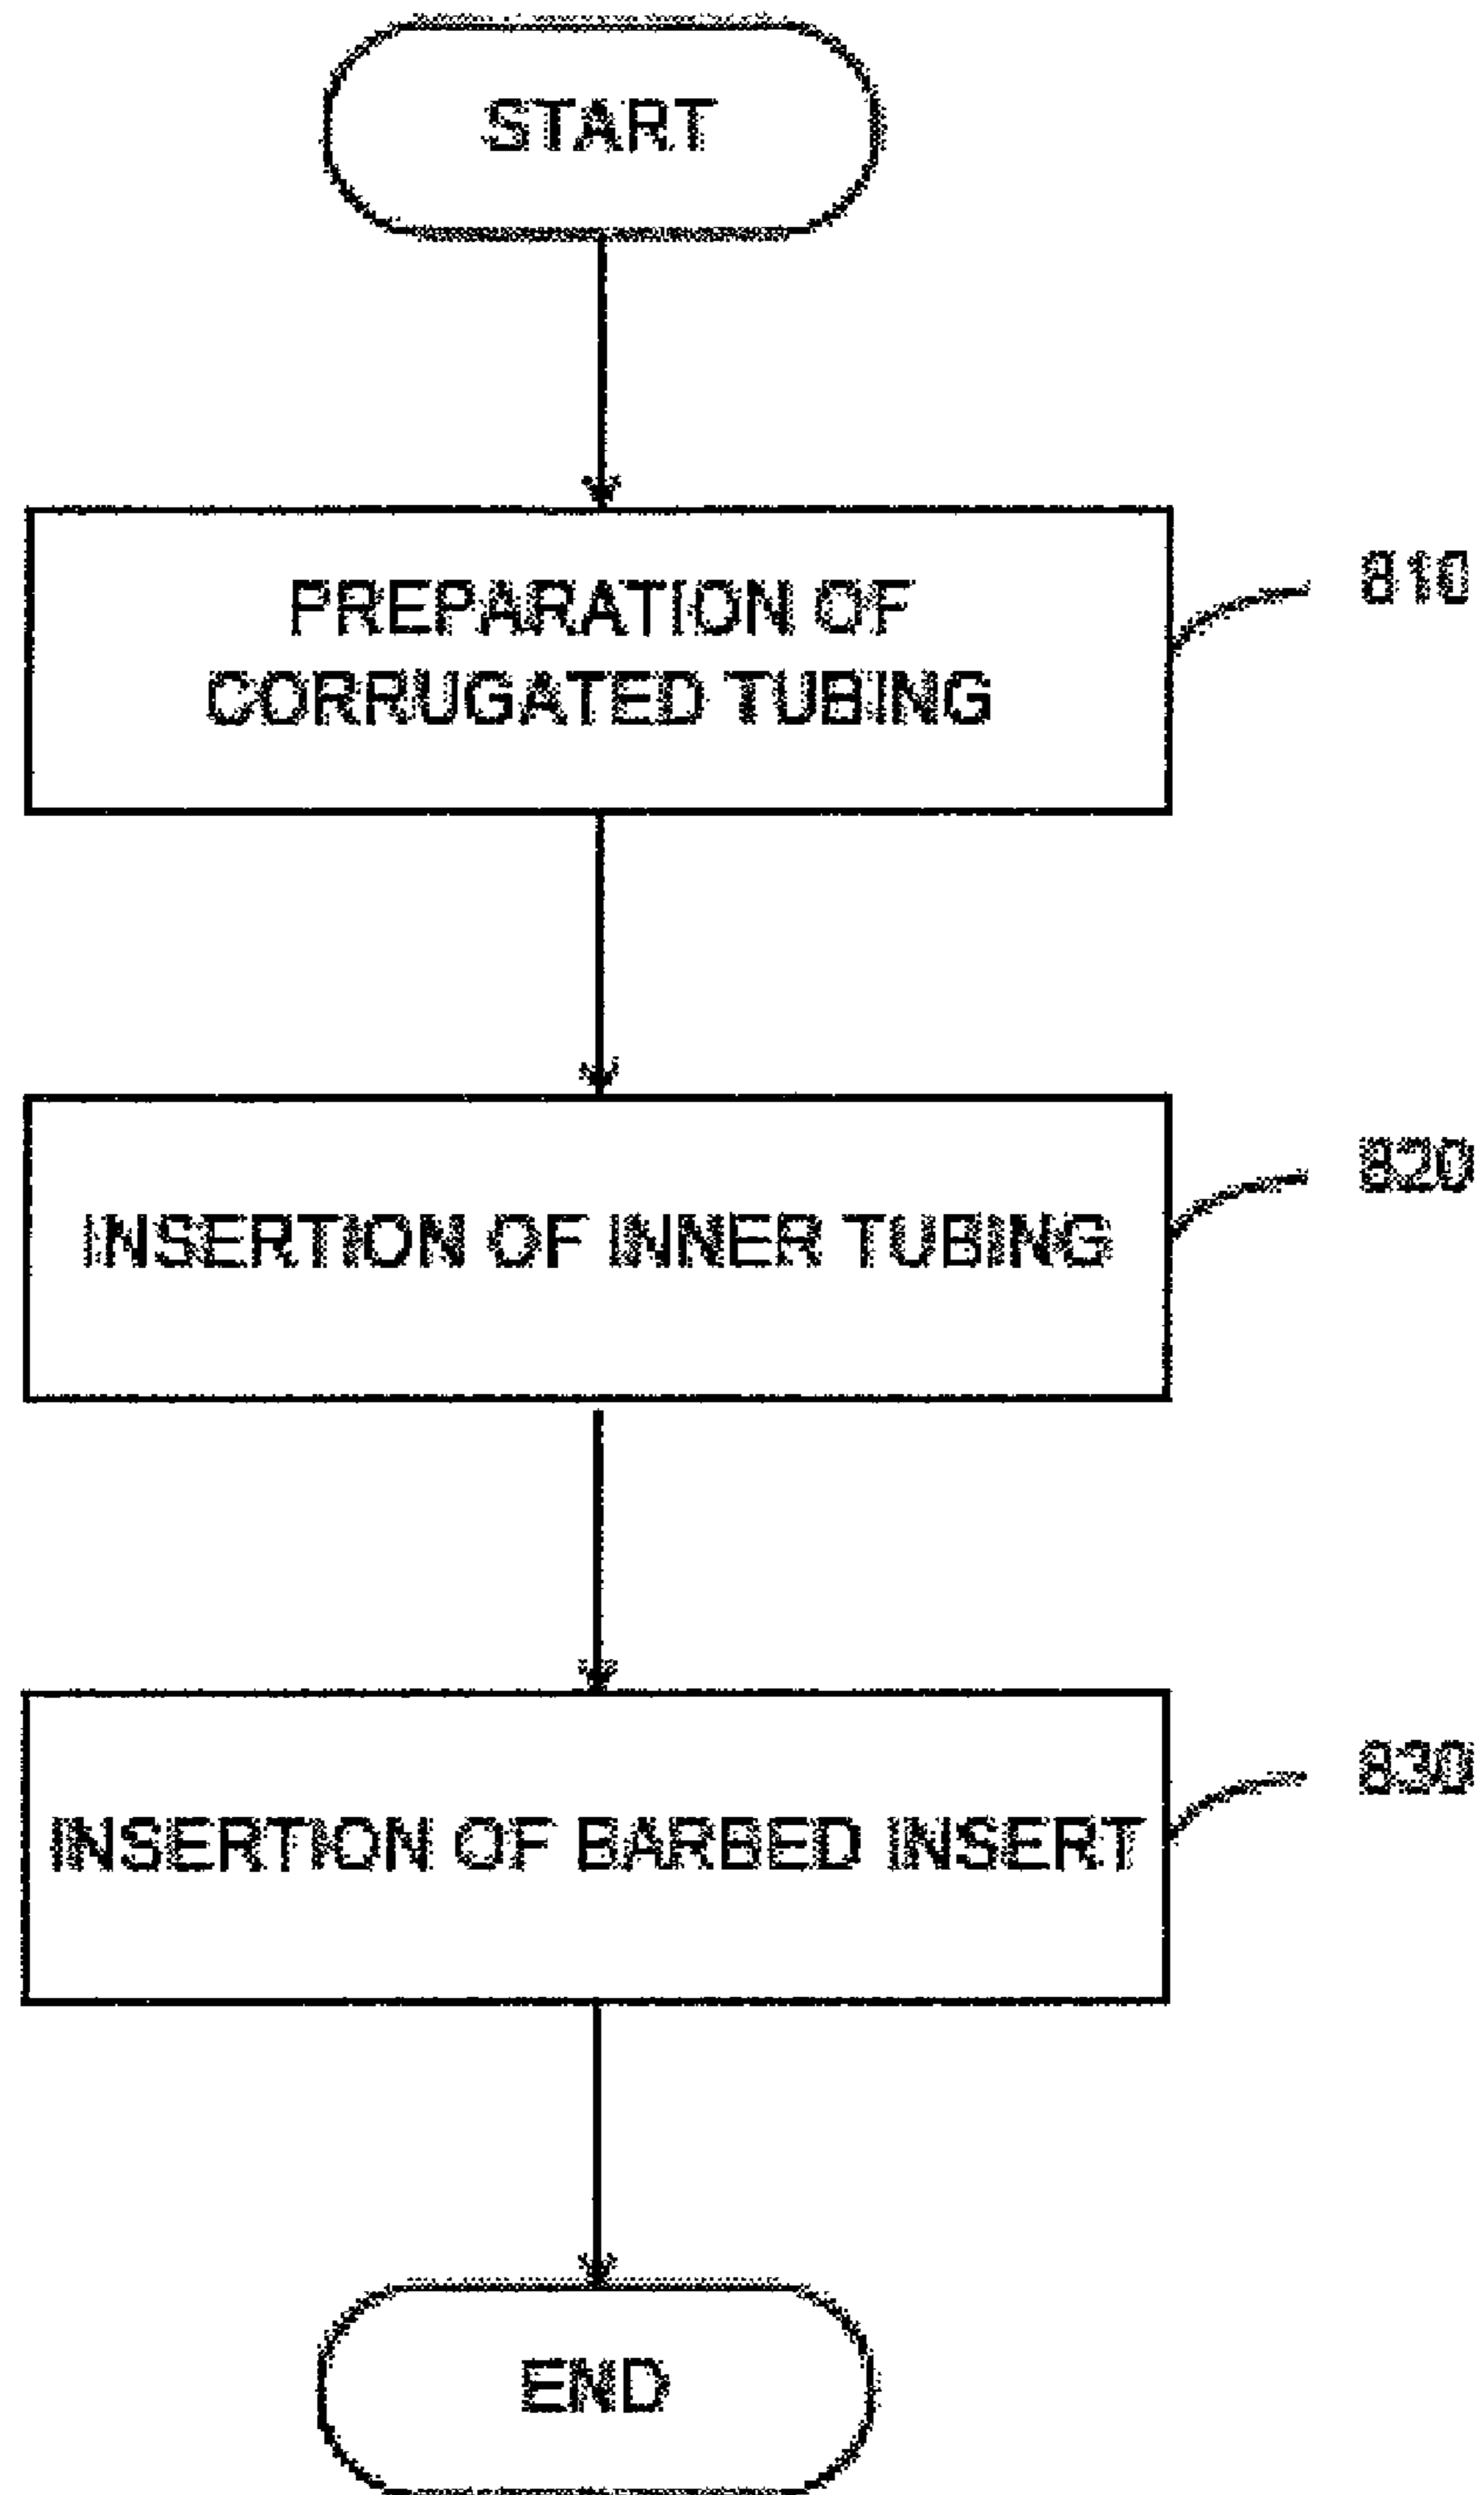 START
PREPARATION OF
CORRUGATED TUBING
810
INSERTION OF INNER TUBING
820
INSERTION OF BARBED INSERT
830
END